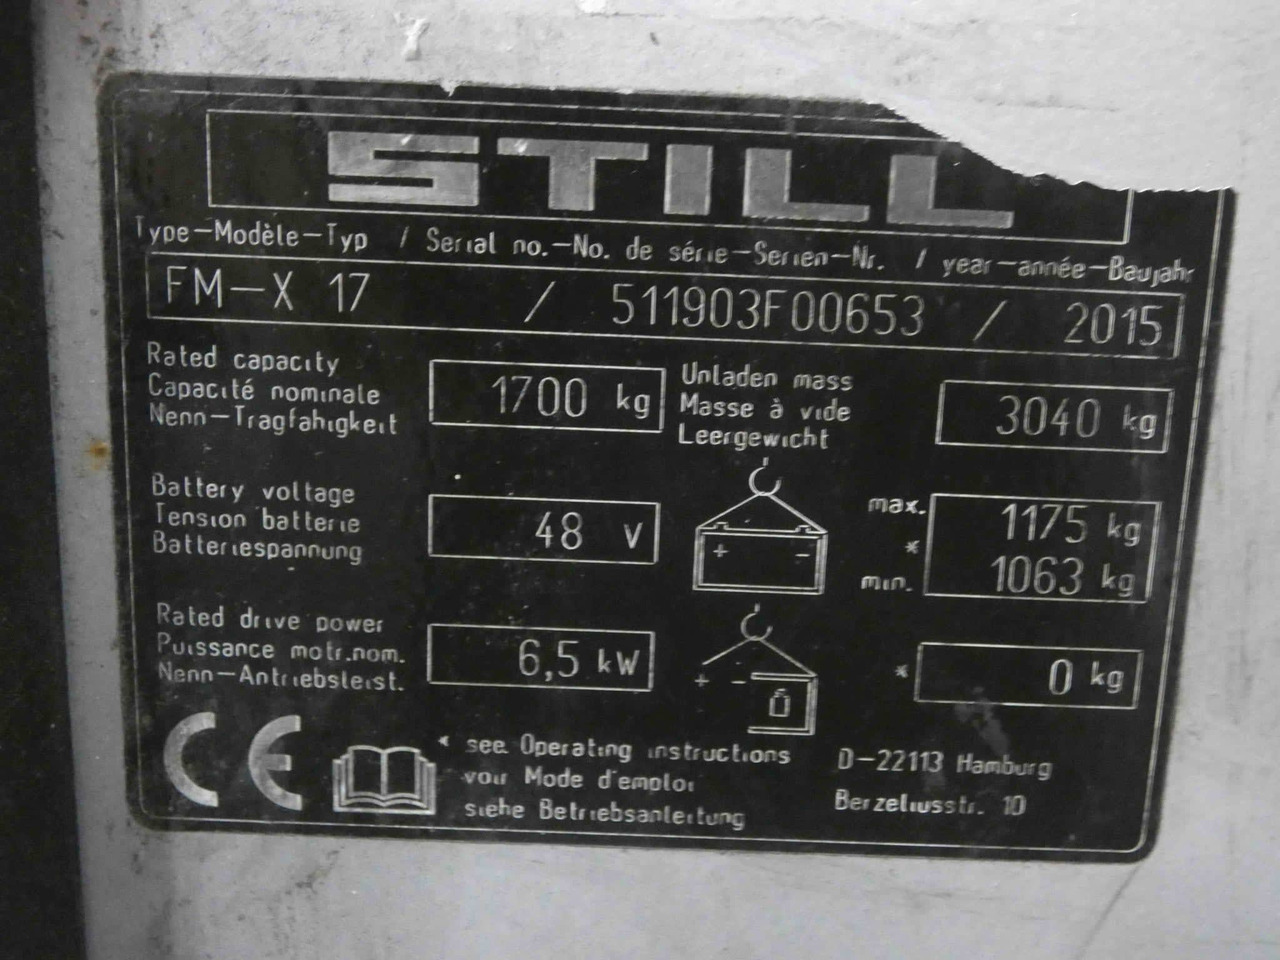 STILL
Type-Modèle-Typ / Serial no.-No. de série-Serien-Nr. / year-année-Baujahr
FM-X 17 / 511903F00653 / 2015
Rated capacity
Capacité nominale
Nenn-Tragfahigkeit
1700 kg
Unladen mass
Masse à vide
Leergewicht
3040 kg
Battery voltage
Tension batterie
Batteriespannung
48 V
+ -
max. 1175 kg
*
min. 1063 kg
Rated drive power
Puissance motr.nom.
Nenn-Antriebsleist.
6,5 kW
+ -
* 0 kg
CE
* see Operating instructions
voir Mode d'emploi
siehe Betriebsanleitung
D-22113 Hamburg
Berzeliusstr. 10